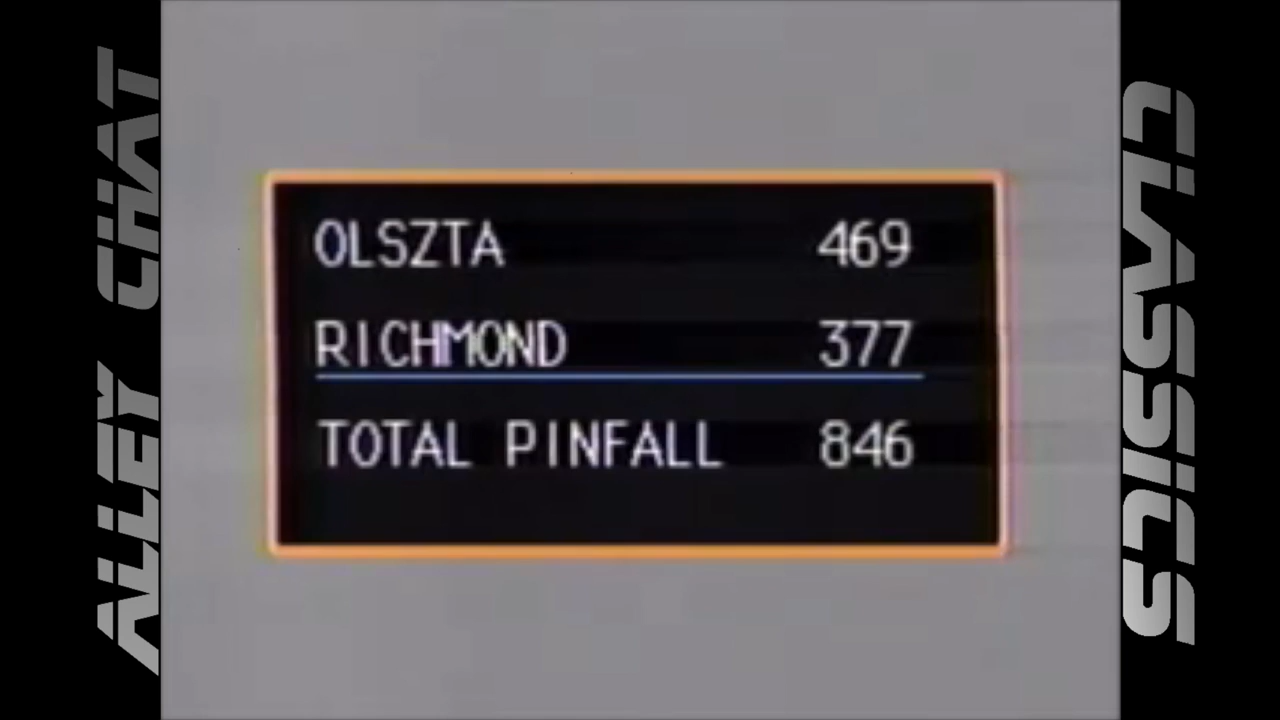 ALLEY CHAT
OLSZTA 469
RICHMOND 377
TOTAL PINFALL 846
CLASSICS